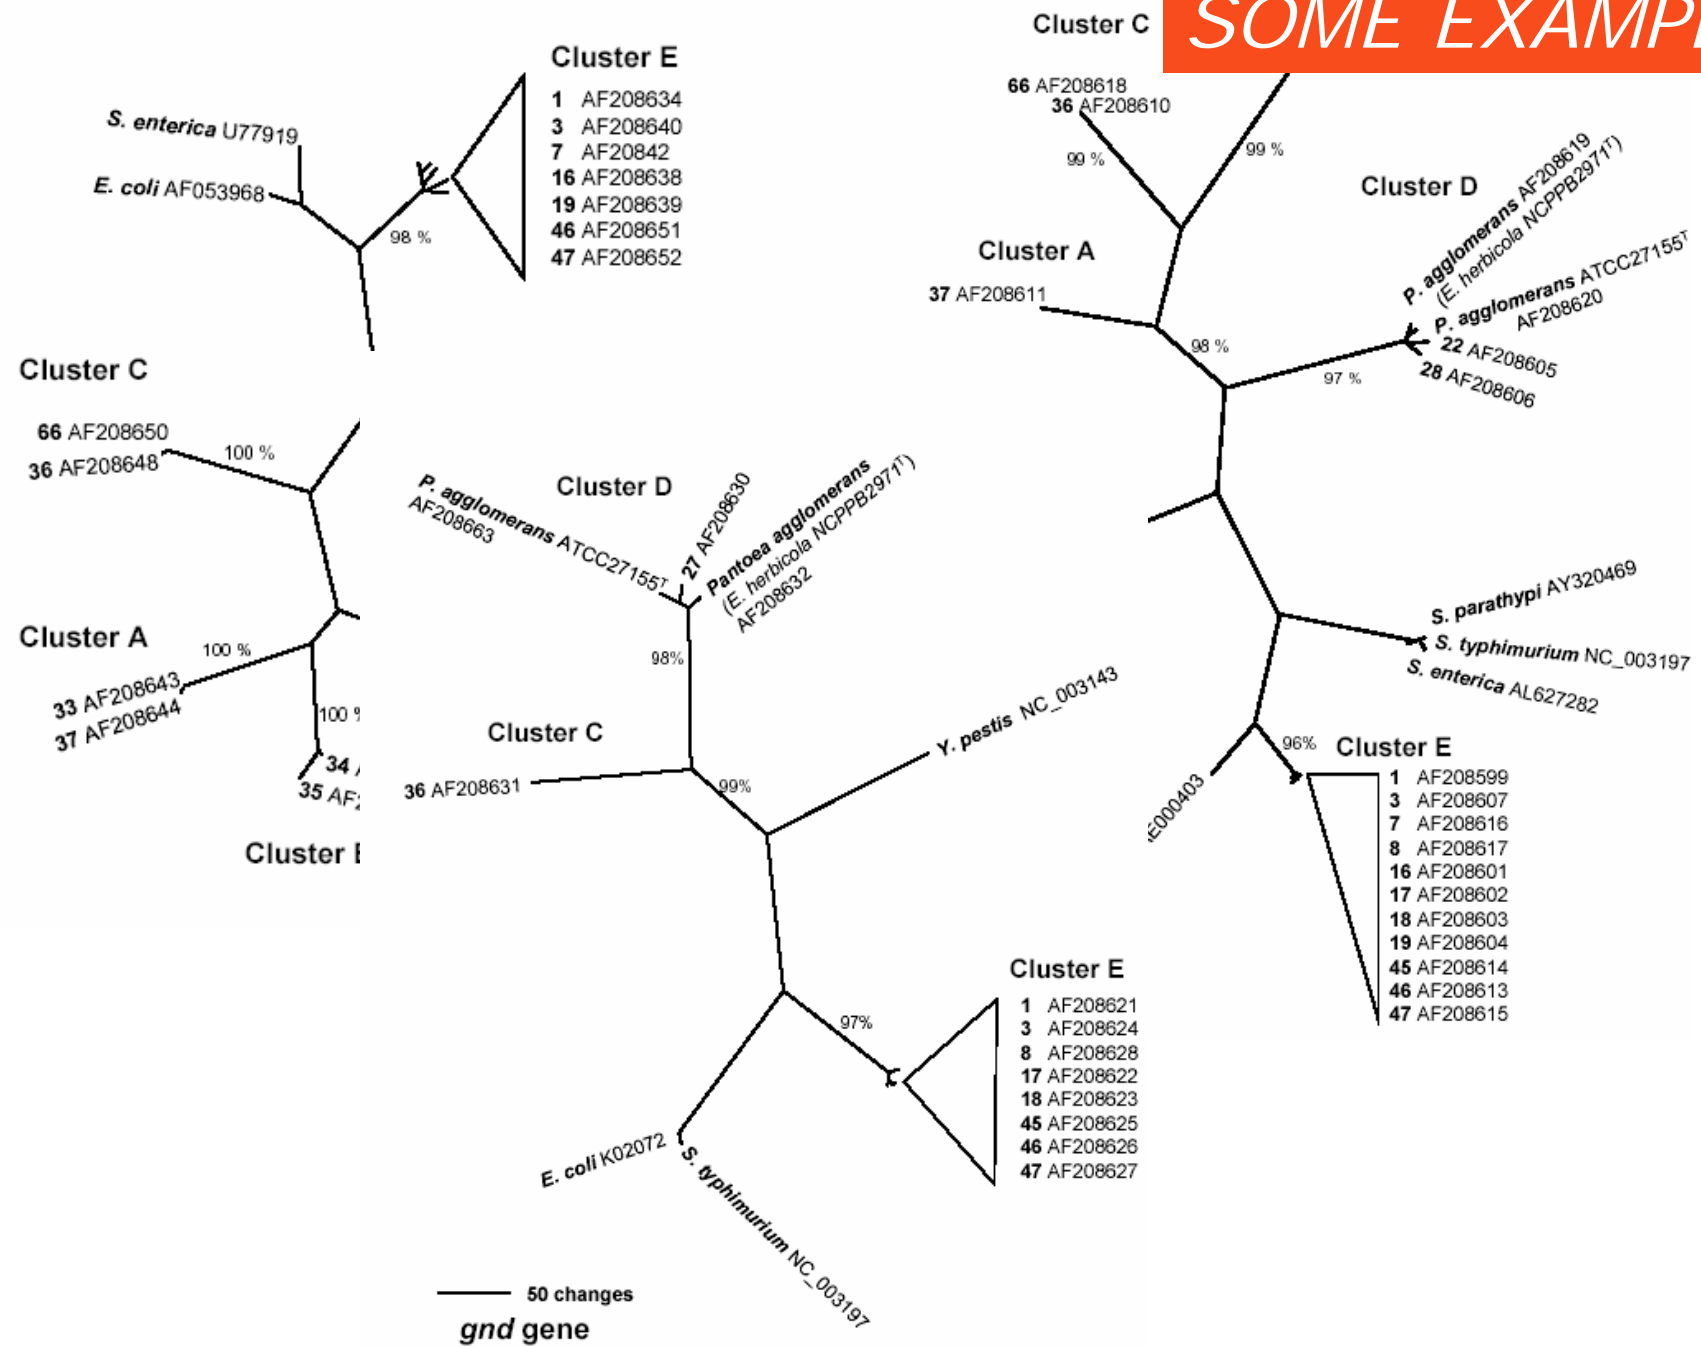 SOME EXAMP
Cluster E
1 AF208634
3 AF208640
7 AF20842
16 AF208638
19 AF208639
46 AF208651
47 AF208652
S. enterica U77919
E. coli AF053968
98 %
Cluster C
66 AF208650
36 AF208648
100 %
Cluster A
100 %
33 AF208643
37 AF208644
100 %
34
35 AF2
Cluster
Cluster D
P. agglomerans ATCC27155T
AF208663
27 AF208630
Pantoea agglomerans
(E. herbicola NCPPB2971T)
AF208632
98%
Cluster C
36 AF208631
99%
Y. pestis NC_003143
97%
Cluster E
1 AF208621
3 AF208624
8 AF208628
17 AF208622
18 AF208623
45 AF208625
46 AF208626
47 AF208627
E. coli K02072
S. typhimurium NC_003197
50 changes
gnd gene
Cluster C
66 AF208618
36 AF208610
99 %
99 %
Cluster A
37 AF208611
98 %
Cluster D
P. agglomerans AF208619
(E. herbicola NCPPB2971T)
P. agglomerans ATCC27155T
AF208620
22 AF208605
28 AF208606
97 %
S. parathypi AY320469
S. typhimurium NC_003197
S. enterica AL627282
E000403
96%
Cluster E
1 AF208599
3 AF208607
7 AF208616
8 AF208617
16 AF208601
17 AF208602
18 AF208603
19 AF208604
45 AF208614
46 AF208613
47 AF208615